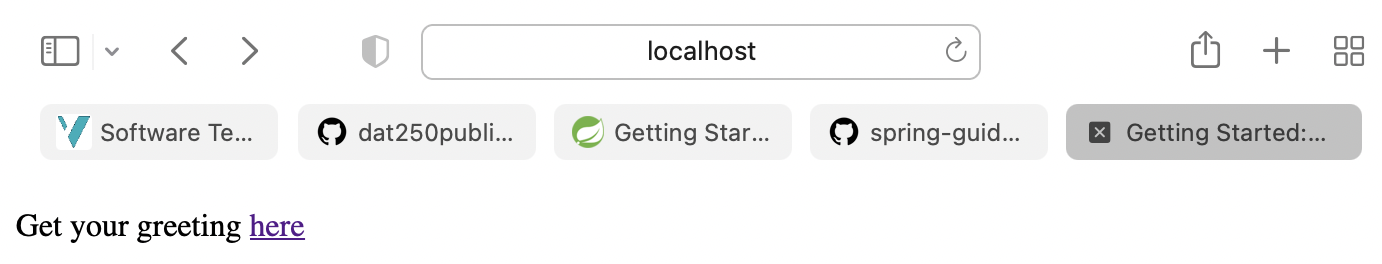 localhost
Software Te... dat250publi... Getting Star... spring-guid... Getting Started:...
Get your greeting here